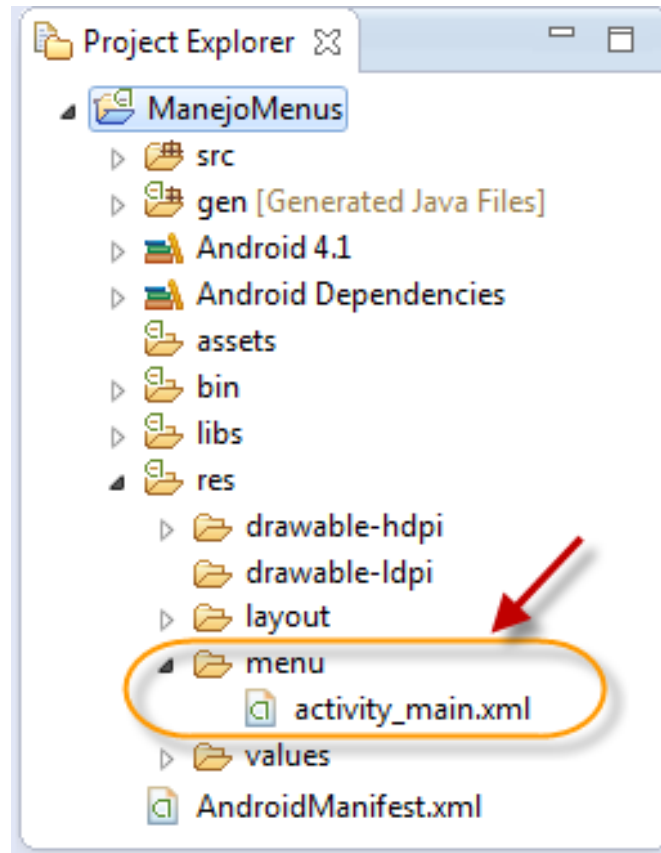 Project Explorer
ManejoMenus
src
gen [Generated Java Files]
Android 4.1
Android Dependencies
assets
bin
libs
res
drawable-hdpi
drawable-ldpi
layout
menu
activity_main.xml
values
AndroidManifest.xml